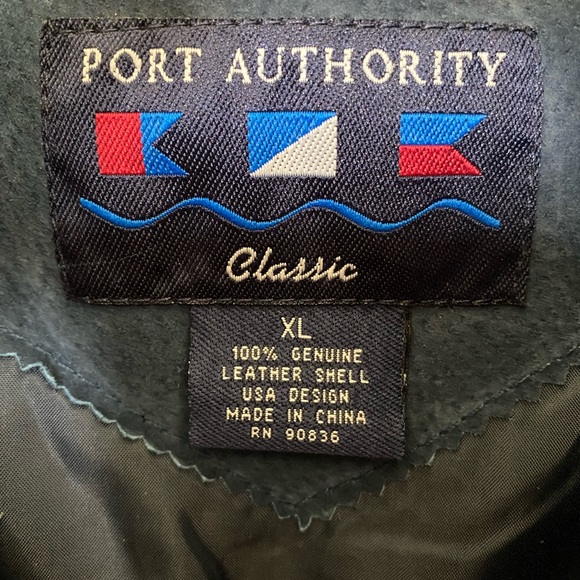 PORT AUTHORITY
Classic
XL
100% GENUINE
LEATHER SHELL
USA DESIGN
MADE IN CHINA
RN 90836